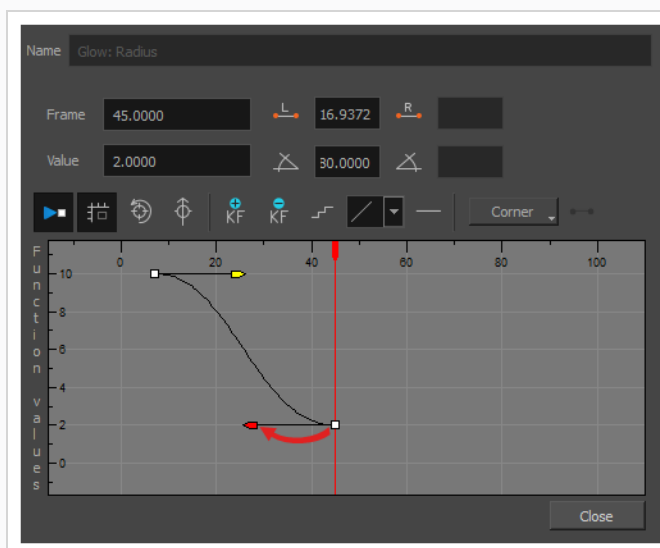 Name Glow: Radius
Frame 45.0000 L 16.9372 R
Value 2.0000 30.0000
KF KF Corner
Function values
0 20 40 60 80 100
10
8
6
4
2
0
Close